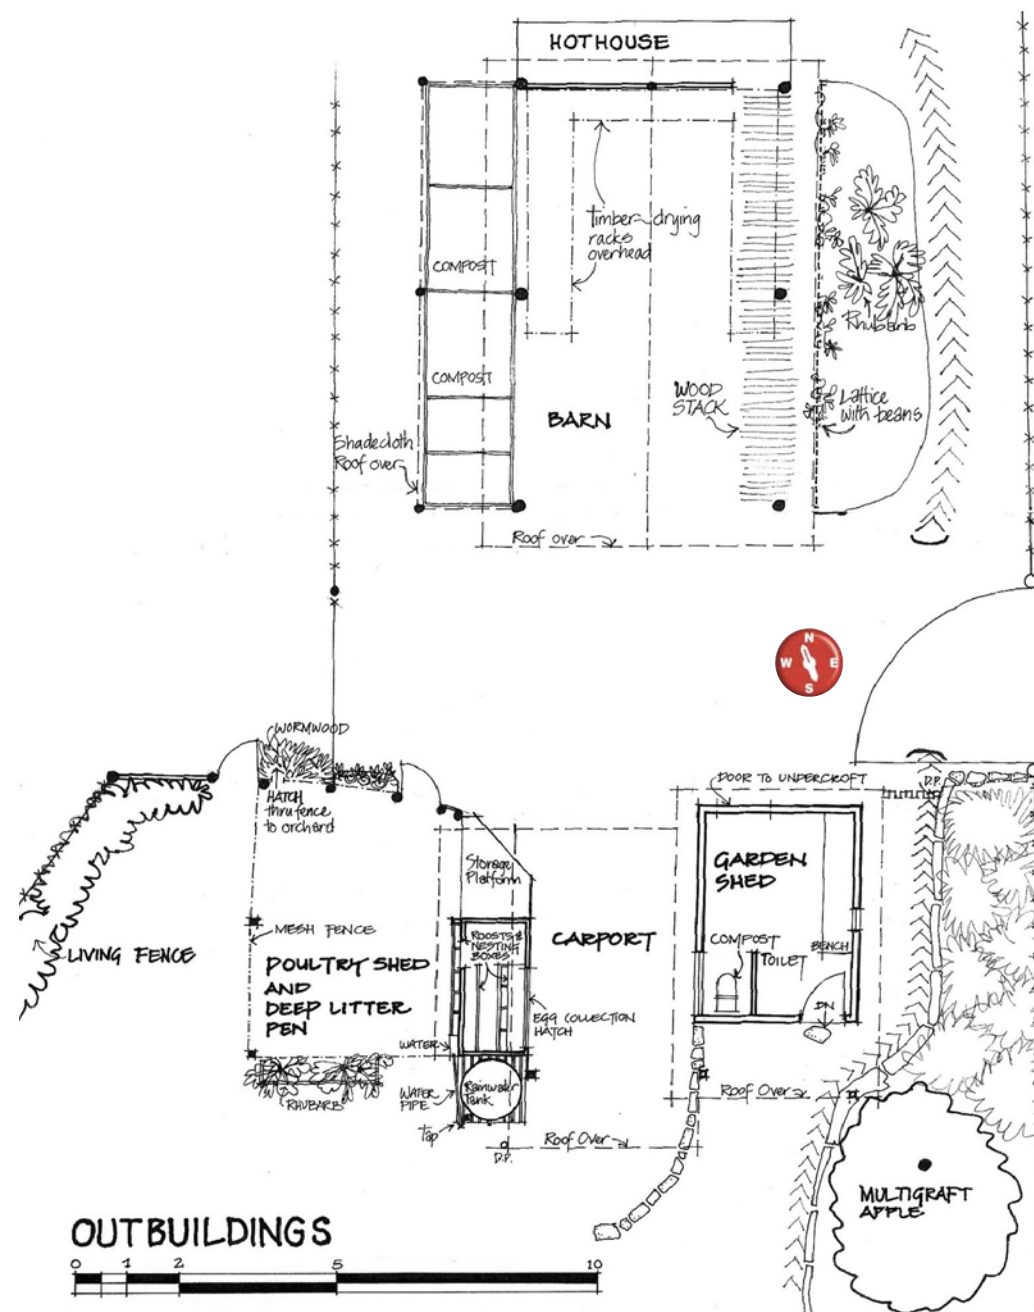 HOTHOUSE
Timber drying
racks
overhead
COMPOST
Rhubarb
COMPOST
WOOD
STACK
Lattice
with beans
BARN
Shadecloth
Roof over
Roof over
N
W E
S
WORMWOOD
HATCH
thru fence
to orchard
DOOR TO UNDERCROFT
D.P.
Storage
Platform
GARDEN
SHED
LIVING FENCE
MESH FENCE
ROOSTS &
NESTING
BOXES
CARPORT
COMPOST
TOILET
BENCH
POULTRY SHED
AND
DEEP LITTER
PEN
EGG COLLECTION
HATCH
DN
WATER
RHUBARB
WATER
PIPE
Rainwater
Tank
Roof Over
Tap
D.P.
Roof Over
MULTIGRAFT
APPLE
OUTBUILDINGS
0 1 2 5 10